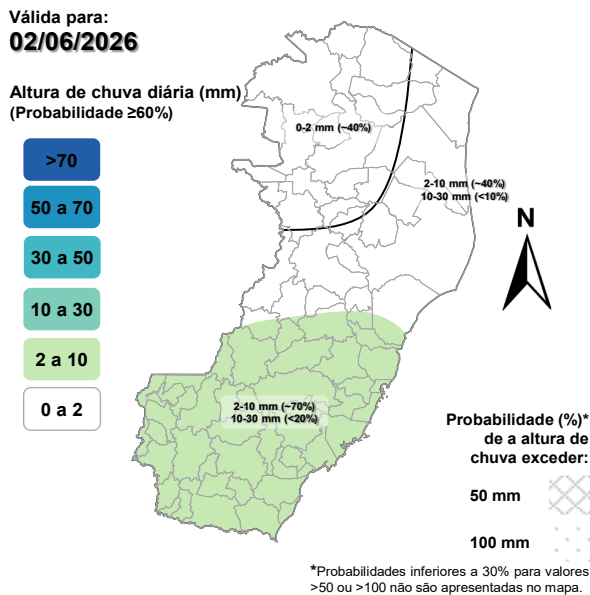 Válida para:
02/06/2026
Altura de chuva diária (mm)
(Probabilidade ≥60%)
>70
50 a 70
30 a 50
10 a 30
2 a 10
0 a 2
0-2 mm (~40%)
2-10 mm (~40%)
10-30 mm (<10%)
N
2-10 mm (~70%)
10-30 mm (<20%)
Probabilidade (%)*
de a altura de
chuva exceder:
50 mm
100 mm
*Probabilidades inferiores a 30% para valores
>50 ou >100 não são apresentadas no mapa.